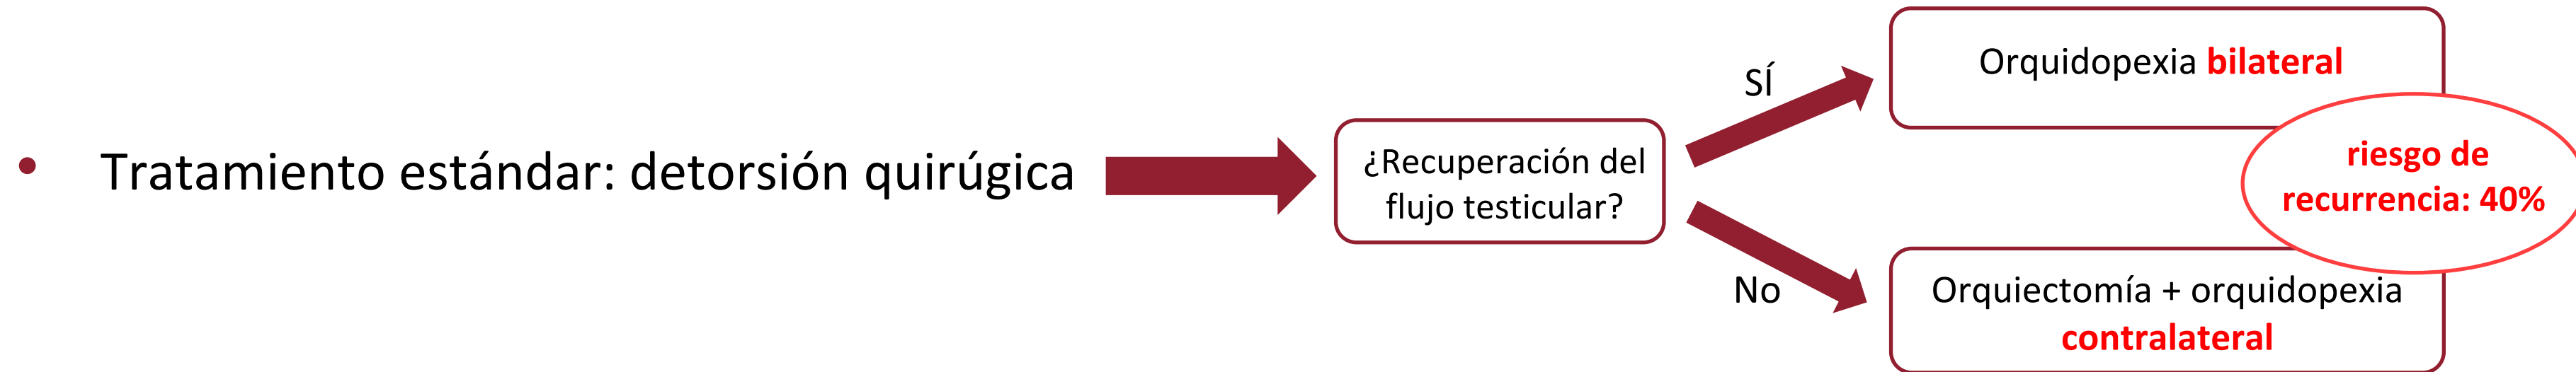 • Tratamiento estándar: detorsión quirúgica
¿Recuperación del
flujo testicular?
SÍ
Orquidopexia bilateral
riesgo de
recurrencia: 40%
No
Orquiectomía + orquidopexia
contralateral